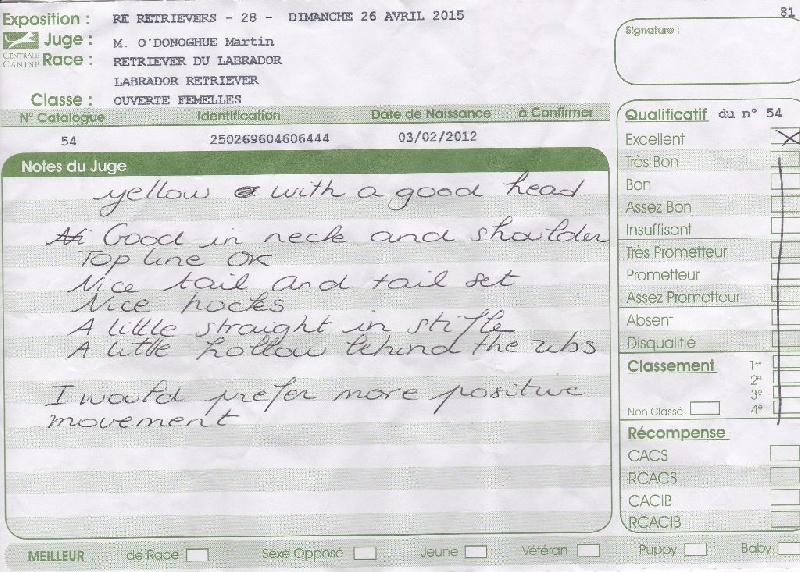 Exposition : RE RETRIEVERS - 28 - DIMANCHE 26 AVRIL 2015
81
Juge : M. O'DONOGHUE Martin
Signature :
CENTRALE CANINE
Race : RETRIEVER DU LABRADOR
LABRADOR RETRIEVER
Classe : OUVERTE FEMELLES
N° Catalogue Identification Date de Naissance à Confirmer
54 250269604606444 03/02/2012
Notes du Juge
yellow with a good head
Good in neck and shoulder
Top line OK
Nice tail and tail set
Nice hocks
A little straight in stifle
A little hollow behind the ribs
I would prefer more positive
movement
Qualificatif du n° 54
Excellent X
Très Bon
Bon
Assez Bon
Insuffisant
Très Prometteur
Prometteur
Assez Prometteur
Absent
Disqualifié
Classement 1er
2e
3e
Non Classé 4e
Récompense
CACS
RCACS
CACIB
RCACIB
MEILLEUR de Race Sexe Opposé Jeune Vétéran Puppy Baby